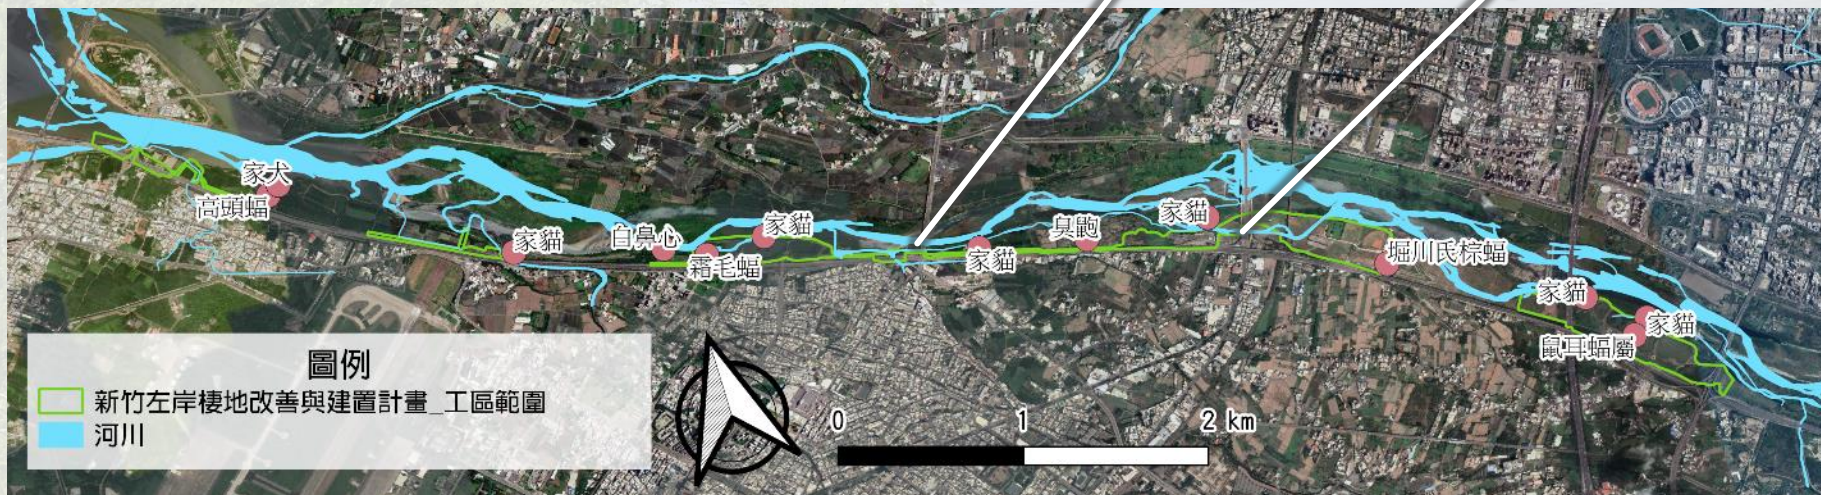 家犬
高頭蝠
家貓
白鼻心
霜毛蝠
家貓
家貓
臭鼩
家貓
堀川氏棕蝠
家貓
家貓
鼠耳蝠屬
圖例
新竹左岸棲地改善與建置計畫_工區範圍
河川
0 1 2 km